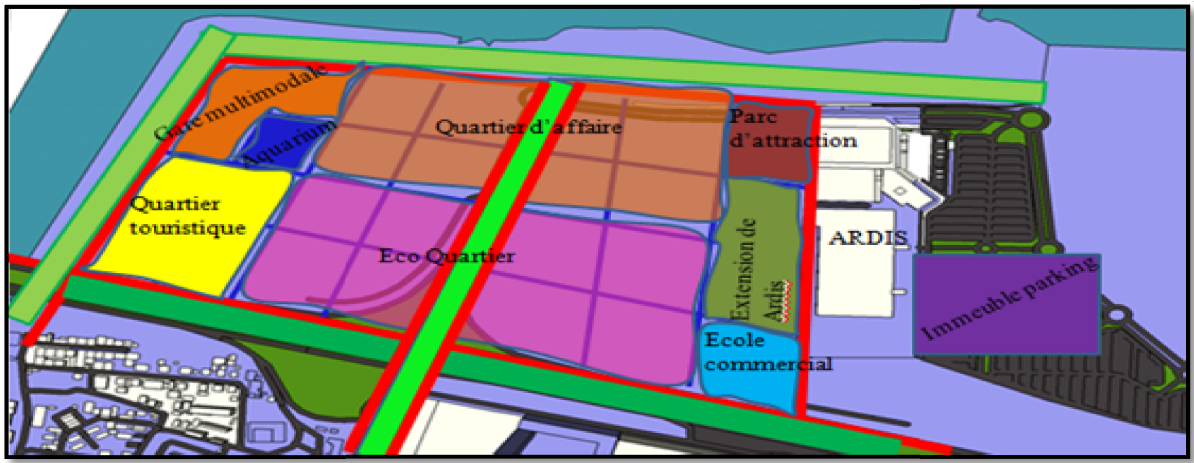 Gare multimodale
Aquarium
Quartier d'affaire
Parc
d'attraction
Quartier
touristique
Eco Quartier
Extension de
Ardis
ARDIS
Immeuble parking
Ecole
commercial